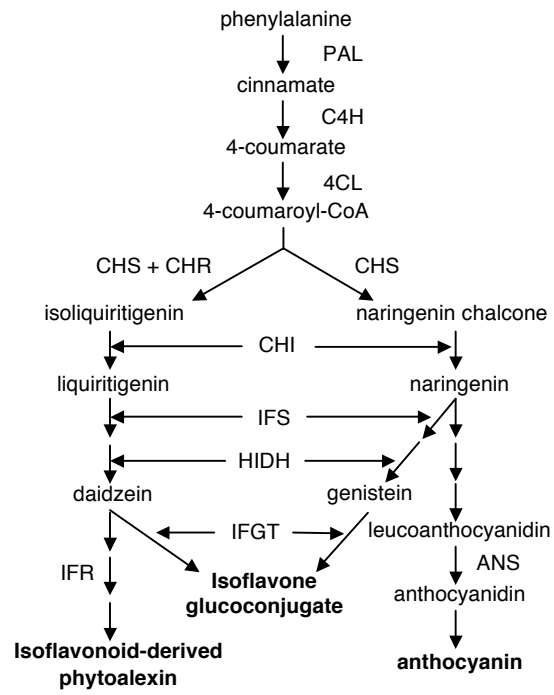 phenylalanine
PAL
cinnamate
C4H
4-coumarate
4CL
4-coumaroyl-CoA
CHS + CHR
CHS
isoliquiritigenin
naringenin chalcone
CHI
liquiritigenin
naringenin
IFS
HIDH
daidzein
genistein
IFGT
leucoanthocyanidin
IFR
Isoflavone
glucoconjugate
ANS
anthocyanidin
Isoflavonoid-derived
phytoalexin
anthocyanin